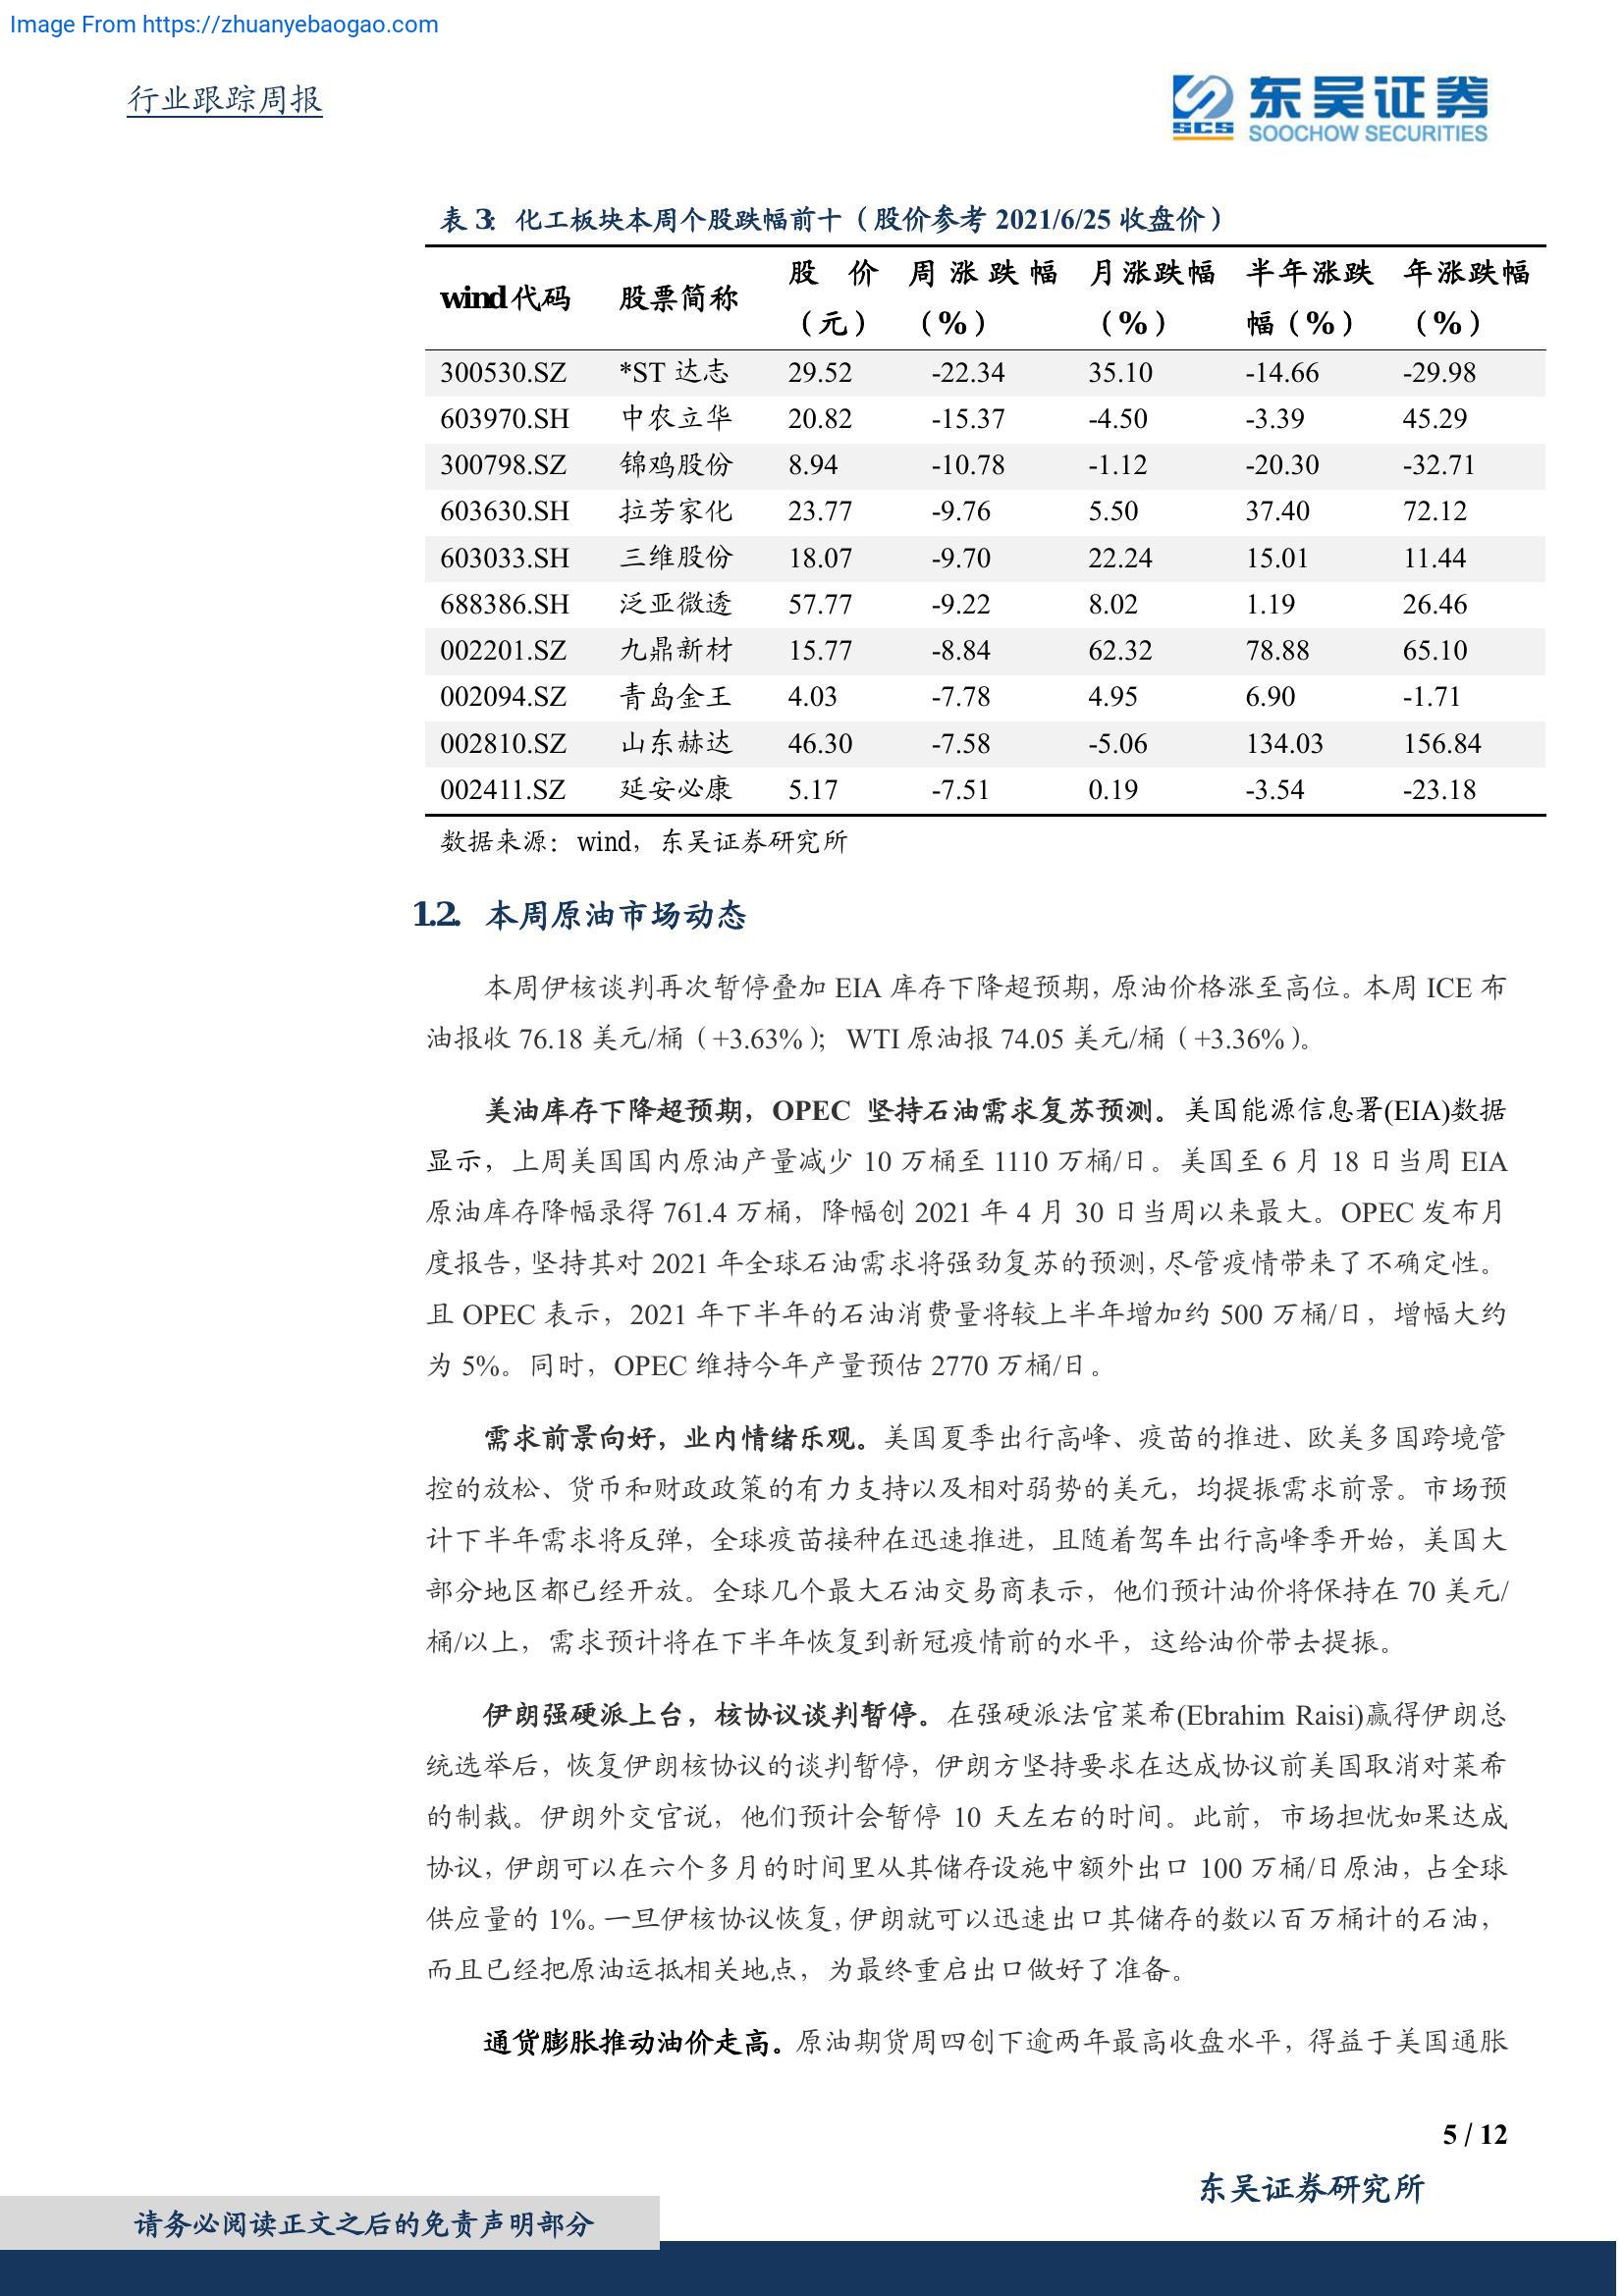 Image From https://zhuanyebaogao.com
行业跟踪周报
东吴证券
SCS
SOOCHOW SECURITIES
表 3: 化工板块本周个股跌幅前十（股价参考 2021/6/25 收盘价）
wind 代码 股票简称 股价（元） 周涨跌幅（%） 月涨跌幅（%） 半年涨跌幅（%） 年涨跌幅（%）
300530.SZ *ST 达志 29.52 -22.34 35.10 -14.66 -29.98
603970.SH 中农立华 20.82 -15.37 -4.50 -3.39 45.29
300798.SZ 锦鸡股份 8.94 -10.78 -1.12 -20.30 -32.71
603630.SH 拉芳家化 23.77 -9.76 5.50 37.40 72.12
603033.SH 三维股份 18.07 -9.70 22.24 15.01 11.44
688386.SH 泛亚微透 57.77 -9.22 8.02 1.19 26.46
002201.SZ 九鼎新材 15.77 -8.84 62.32 78.88 65.10
002094.SZ 青岛金王 4.03 -7.78 4.95 6.90 -1.71
002810.SZ 山东赫达 46.30 -7.58 -5.06 134.03 156.84
002411.SZ 延安必康 5.17 -7.51 0.19 -3.54 -23.18
数据来源：wind，东吴证券研究所
1.2. 本周原油市场动态
本周伊核谈判再次暂停叠加 EIA 库存下降超预期，原油价格涨至高位。本周 ICE 布
油报收 76.18 美元/桶（+3.63%）；WTI 原油报 74.05 美元/桶（+3.36%）。
美油库存下降超预期，OPEC 坚持石油需求复苏预测。美国能源信息署(EIA)数据
显示，上周美国国内原油产量减少 10 万桶至 1110 万桶/日。美国至 6 月 18 日当周 EIA
原油库存降幅录得 761.4 万桶，降幅创 2021 年 4 月 30 日当周以来最大。OPEC 发布月
度报告，坚持其对 2021 年全球石油需求将强劲复苏的预测，尽管疫情带来了不确定性。
且 OPEC 表示，2021 年下半年的石油消费量将较上半年增加约 500 万桶/日，增幅大约
为 5%。同时，OPEC 维持今年产量预估 2770 万桶/日。
需求前景向好，业内情绪乐观。美国夏季出行高峰、疫苗的推进、欧美多国跨境管
控的放松、货币和财政政策的有力支持以及相对弱势的美元，均提振需求前景。市场预
计下半年需求将反弹，全球疫苗接种在迅速推进，且随着驾车出行高峰季开始，美国大
部分地区都已经开放。全球几个最大石油交易商表示，他们预计油价将保持在 70 美元/
桶/以上，需求预计将在下半年恢复到新冠疫情前的水平，这给油价带去提振。
伊朗强硬派上台，核协议谈判暂停。在强硬派法官莱希(Ebrahim Raisi)赢得伊朗总
统选举后，恢复伊朗核协议的谈判暂停，伊朗方坚持要求在达成协议前美国取消对莱希
的制裁。伊朗外交官说，他们预计会暂停 10 天左右的时间。此前，市场担忧如果达成
协议，伊朗可以在六个多月的时间里从其储存设施中额外出口 100 万桶/日原油，占全球
供应量的 1%。一旦伊核协议恢复，伊朗就可以迅速出口其储存的数以百万桶计的石油，
而且已经把原油运抵相关地点，为最终重启出口做好了准备。
通货膨胀推动油价走高。原油期货周四创下逾两年最高收盘水平，得益于美国通胀
5 / 12
东吴证券研究所
请务必阅读正文之后的免责声明部分